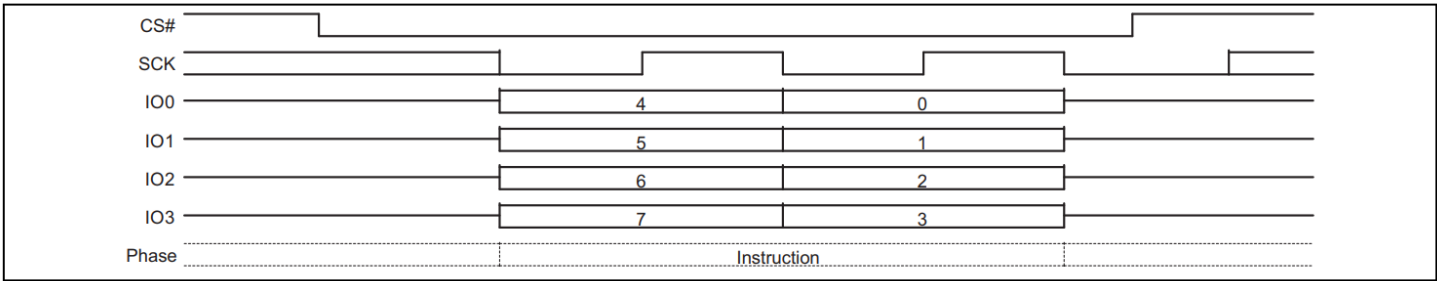 CS#
SCK
IO0 4 0
IO1 5 1
IO2 6 2
IO3 7 3
Phase Instruction